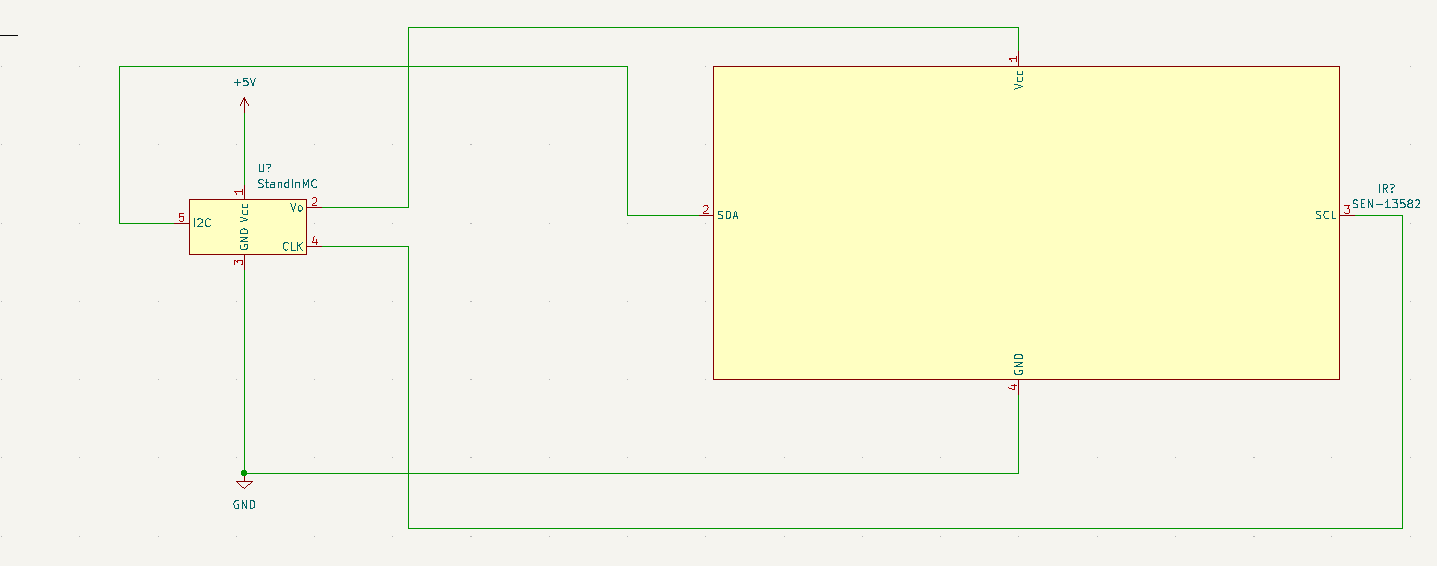 1
Vcc
+5V
U?
StandInMC
1
Vcc
2
Vo
5
I2C
GND
4
CLK
3
2
SDA
IR?
SEN-13582
3
SCL
GND
4
GND